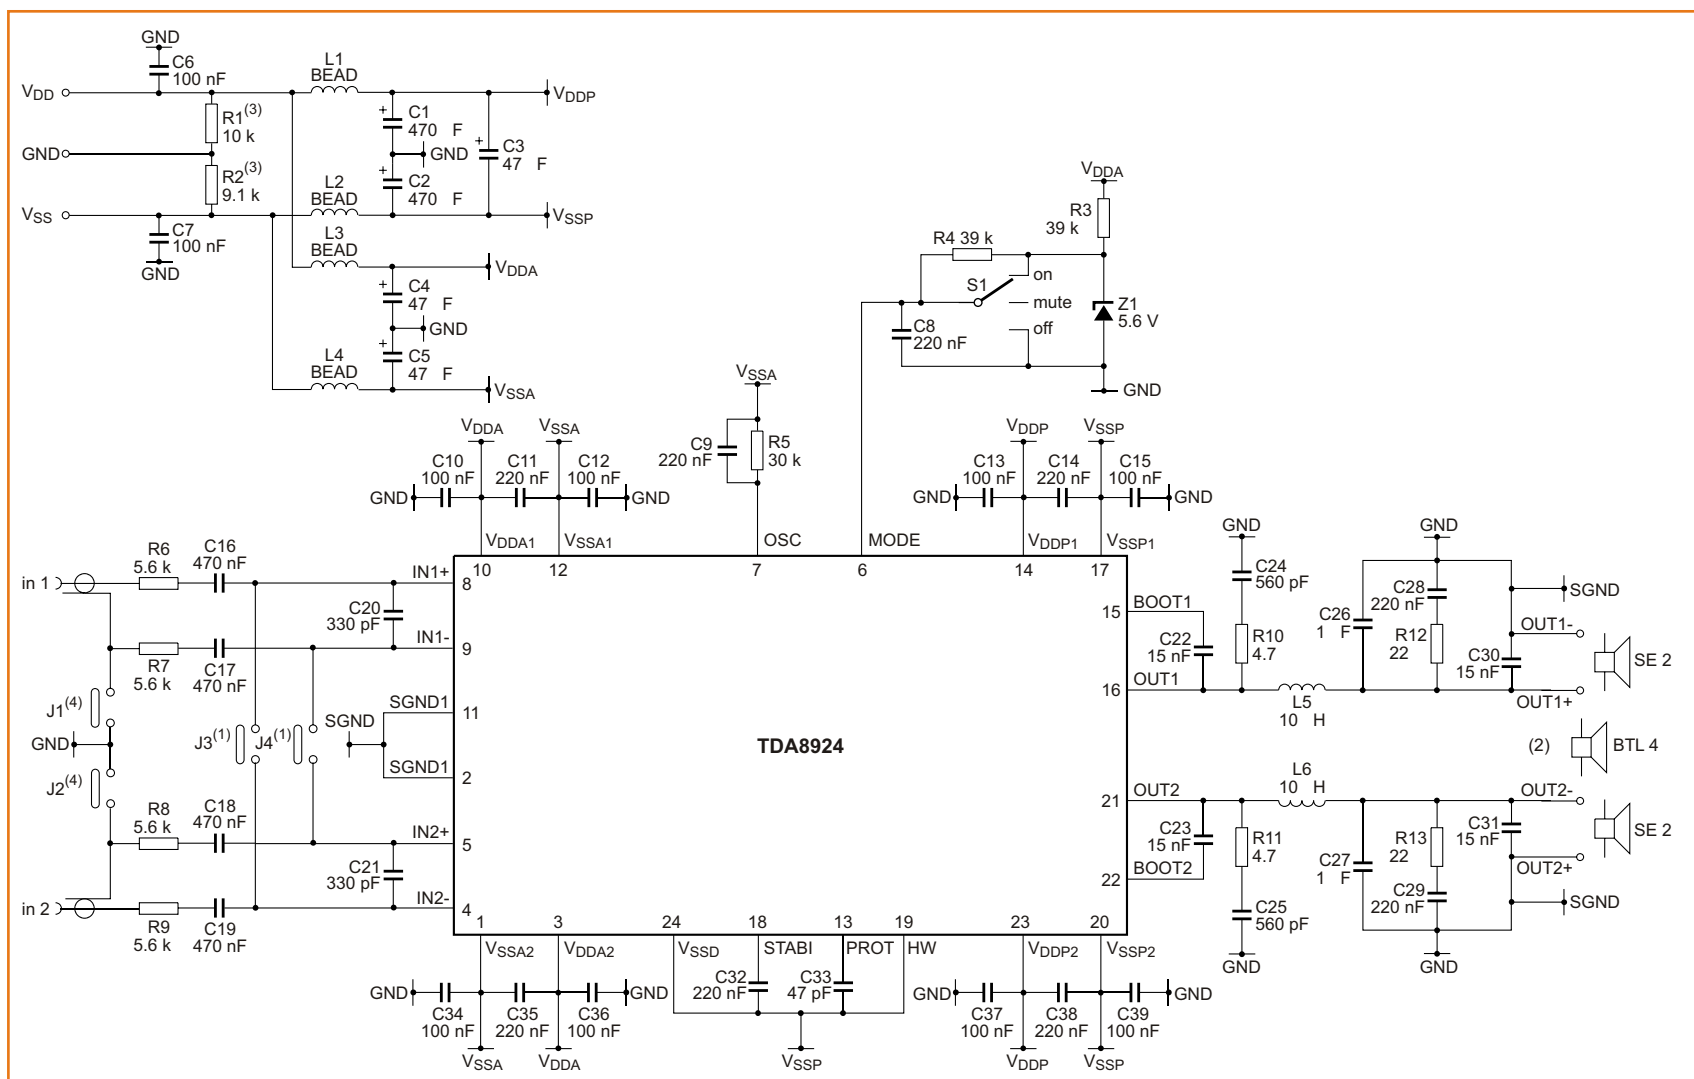 GND
C6
100 nF
L1
BEAD
VDD
VDDP
R1(3)
10 k
C1
470 F
C3
47 F
GND
GND
R2(3)
9.1 k
C2
470 F
L2
BEAD
VSS
VSSP
C7
100 nF
GND
L3
BEAD
VDDA
C4
47 F
GND
C5
47 F
L4
BEAD
VSSA
VDDA
R3
39 k
R4 39 k
S1
on
mute
off
Z1
5.6 V
C8
220 nF
GND
VSSA
C9
220 nF
R5
30 k
VDDA
VSSA
C10
100 nF
C11
220 nF
C12
100 nF
GND
GND
VDDP
VSSP
C13
100 nF
C14
220 nF
C15
100 nF
GND
GND
VDDA1
VSSA1
OSC
MODE
VDDP1
VSSP1
10
12
7
6
14
17
in 1
R6
5.6 k
C16
470 nF
IN1+
8
C20
330 pF
IN1-
9
R7
5.6 k
C17
470 nF
J1(4)
GND
J2(4)
J3(1)
J4(1)
SGND
SGND1
11
SGND1
2
TDA8924
R8
5.6 k
C18
470 nF
IN2+
5
C21
330 pF
IN2-
4
in 2
R9
5.6 k
C19
470 nF
15
BOOT1
C22
15 nF
16
OUT1
GND
C24
560 pF
R10
4.7
L5
10 H
GND
C26
1 F
C28
220 nF
R12
22
SGND
OUT1-
C30
15 nF
SE 2
OUT1+
(2)
BTL 4
21
OUT2
L6
10 H
OUT2-
C23
15 nF
R11
4.7
C27
1 F
R13
22
C31
15 nF
SE 2
OUT2+
22
BOOT2
C25
560 pF
C29
220 nF
SGND
GND
GND
1
3
24
18
13
19
23
20
VSSA2
VDDA2
VSSD
STABI
PROT
HW
VDDP2
VSSP2
GND
C34
100 nF
C35
220 nF
C36
100 nF
GND
C32
220 nF
C33
47 pF
GND
C37
100 nF
C38
220 nF
C39
100 nF
GND
VSSA
VDDA
VSSP
VDDP
VSSP